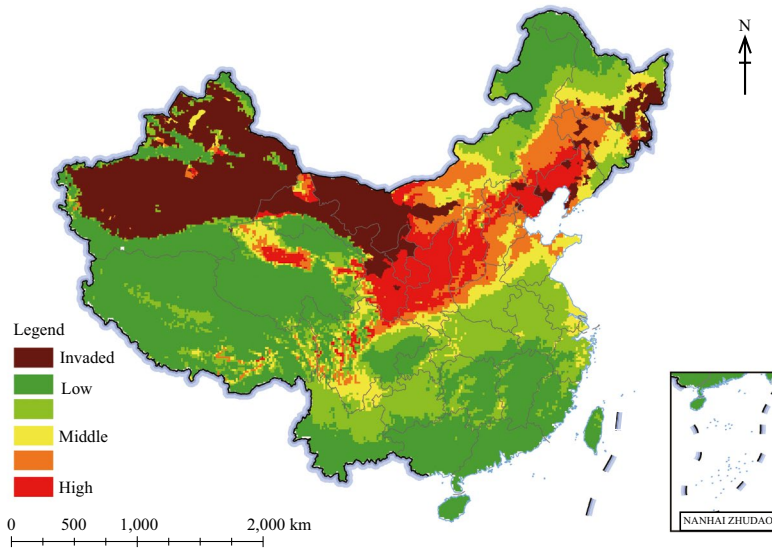 N
Legend
Invaded
Low
Middle
High
0 500 1,000 2,000 km
NANHAI ZHUDAO